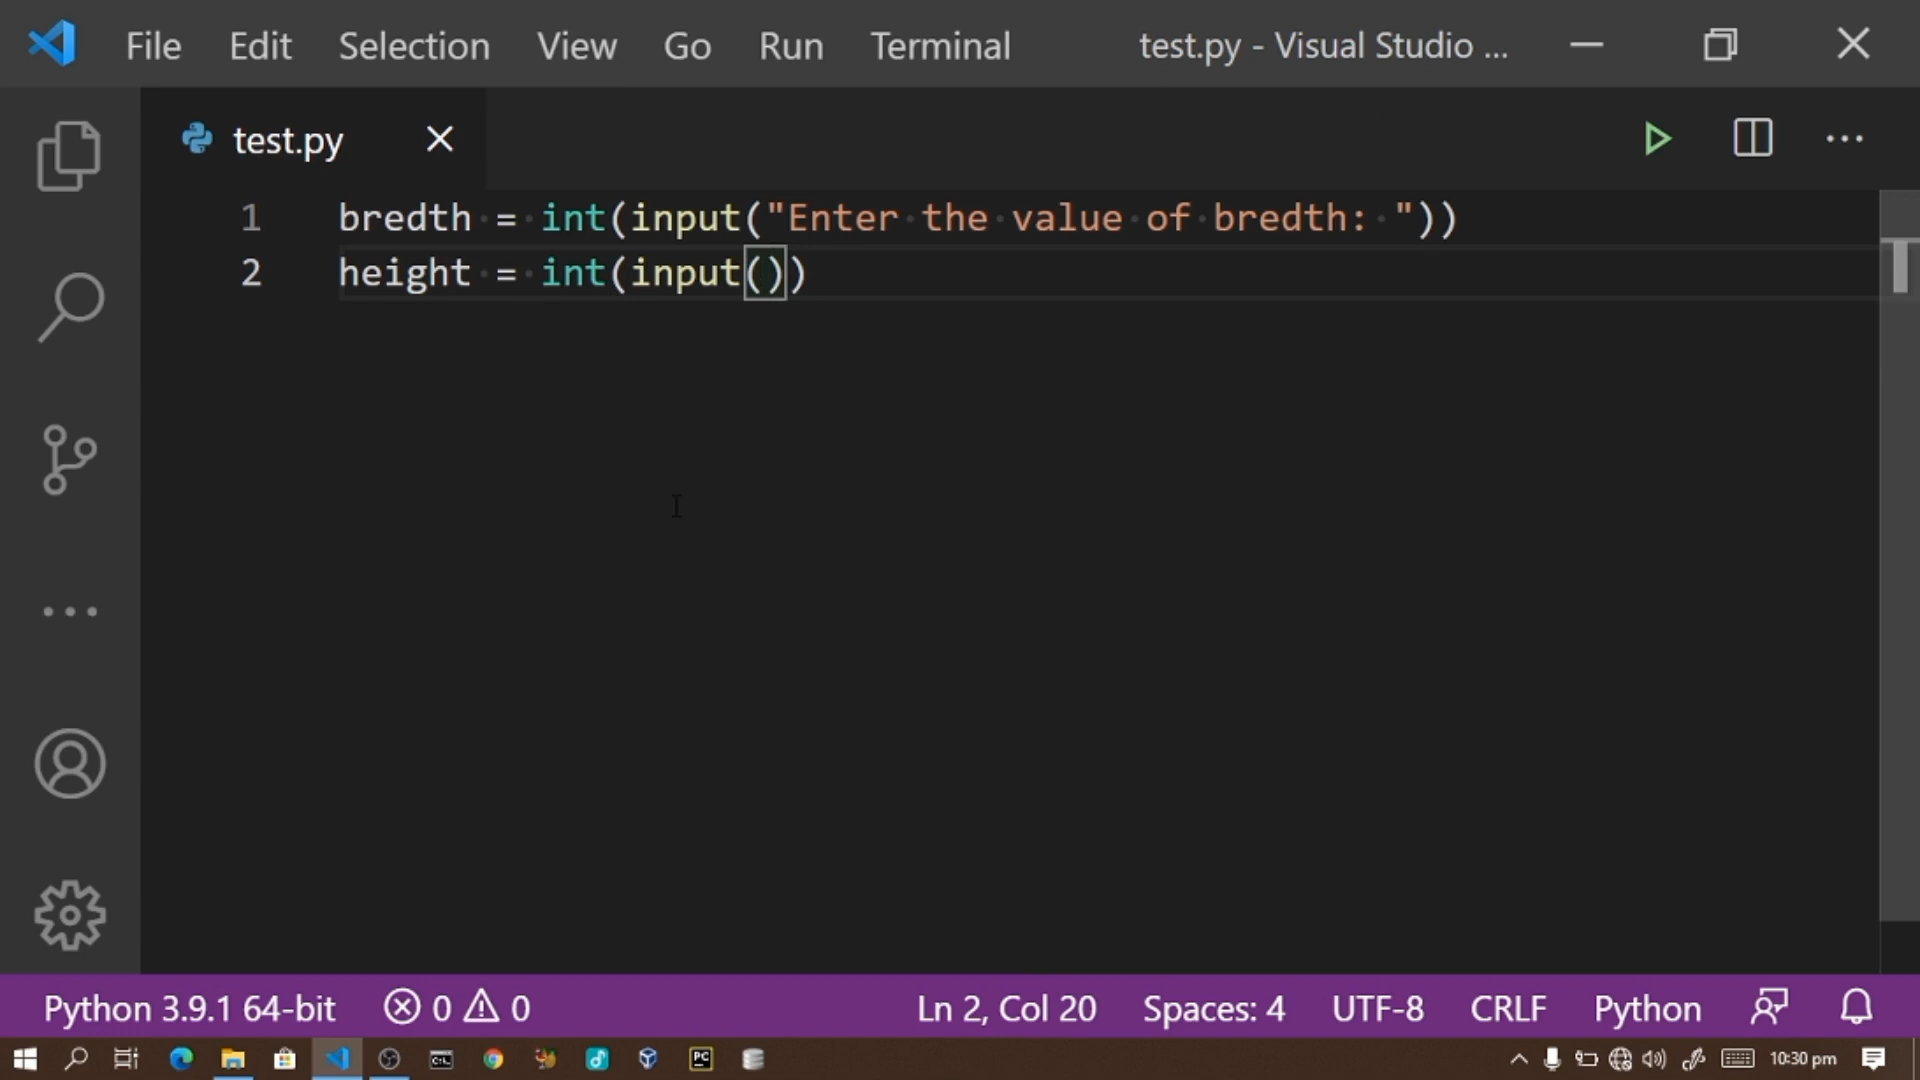 File Edit Selection View Go Run Terminal test.py - Visual Studio ...
test.py
1 bredth = int(input("Enter the value of bredth: "))
2 height = int(input())
Python 3.9.1 64-bit 0 0 Ln 2, Col 20 Spaces: 4 UTF-8 CRLF Python
PC 10:30 pm